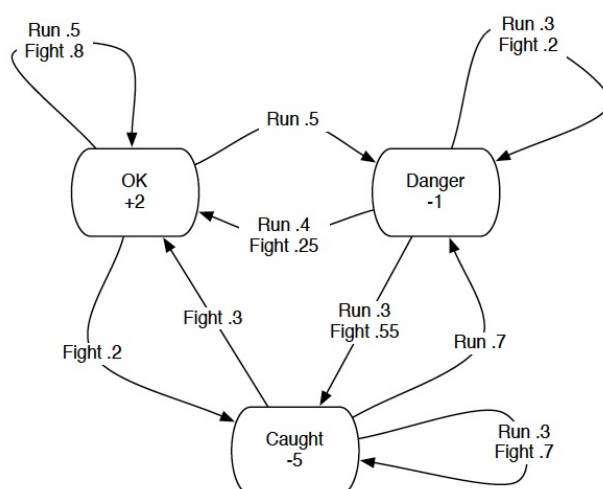 Run .5
Fight .8
Run .3
Fight .2
Run .5
OK
+2
Danger
-1
Run .4
Fight .25
Fight .3
Run .3
Fight .55
Fight .2
Run .7
Caught
-5
Run .3
Fight .7